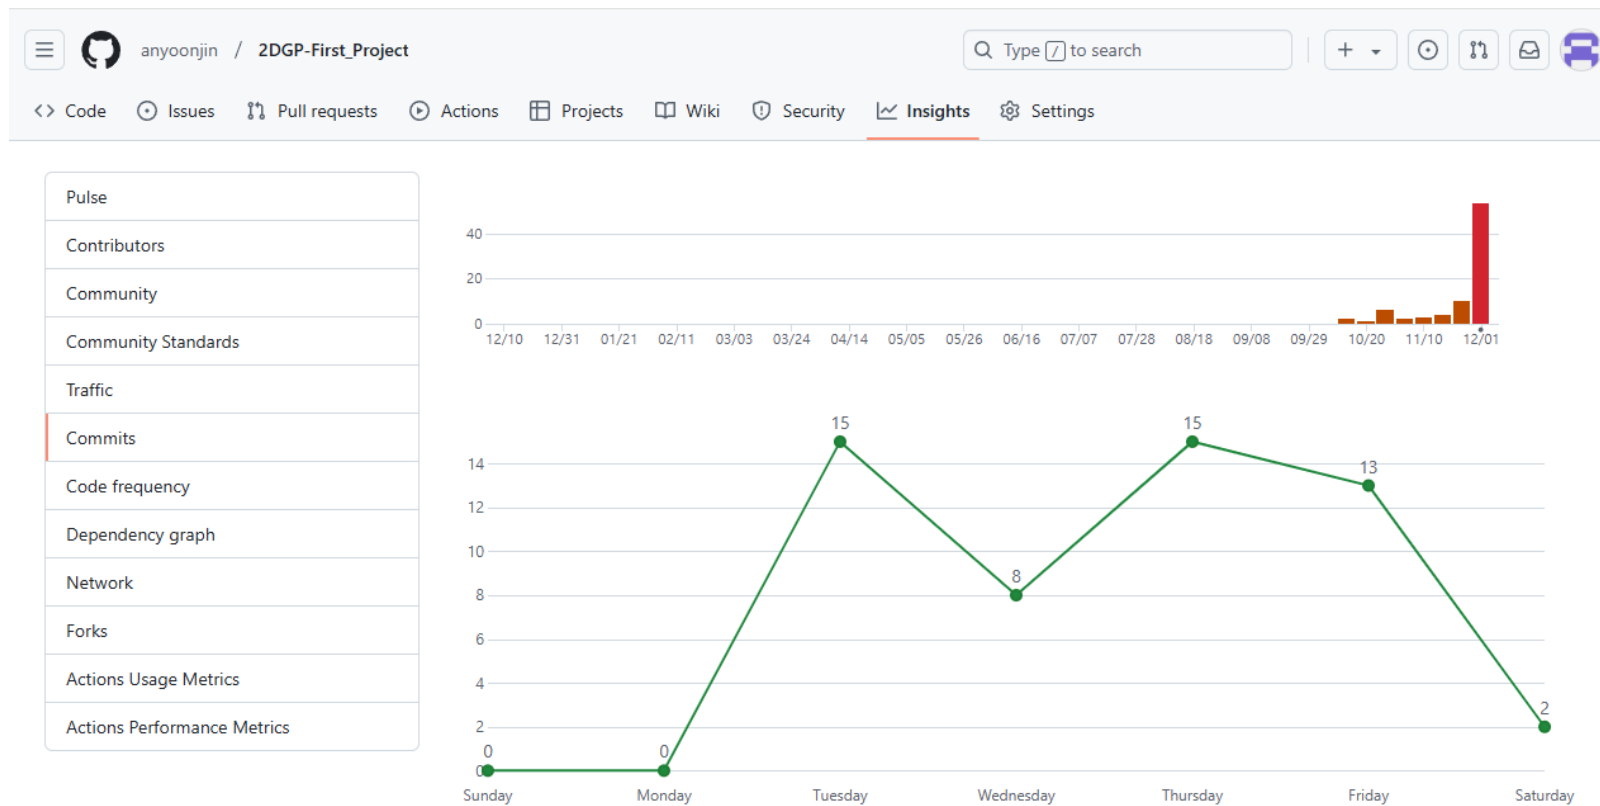 anyoonjin / 2DGP-First_Project
Type / to search
Code Issues Pull requests Actions Projects Wiki Security Insights Settings
Pulse
Contributors
Community
Community Standards
Traffic
Commits
Code frequency
Dependency graph
Network
Forks
Actions Usage Metrics
Actions Performance Metrics
40
20
0
12/10 12/31 01/21 02/11 03/03 03/24 04/14 05/05 05/26 06/16 07/07 07/28 08/18 09/08 09/29 10/20 11/10 12/01
15 15
14
13
12
10
8
8
6
4
2
2
0 0
0
Sunday Monday Tuesday Wednesday Thursday Friday Saturday